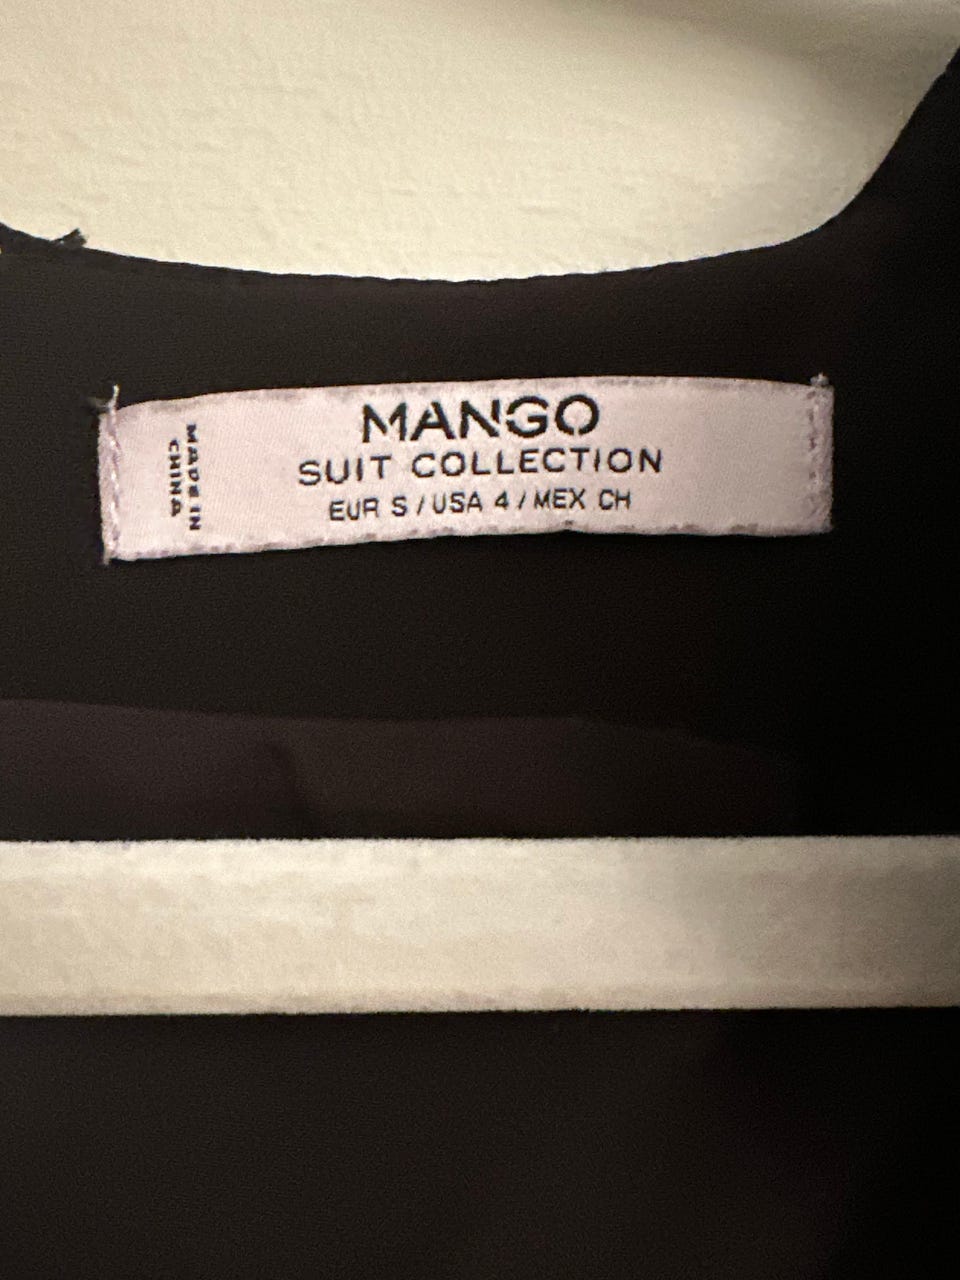 MANGO
SUIT COLLECTION
EUR S / USA 4 / MEX CH
MADE IN
CHINA